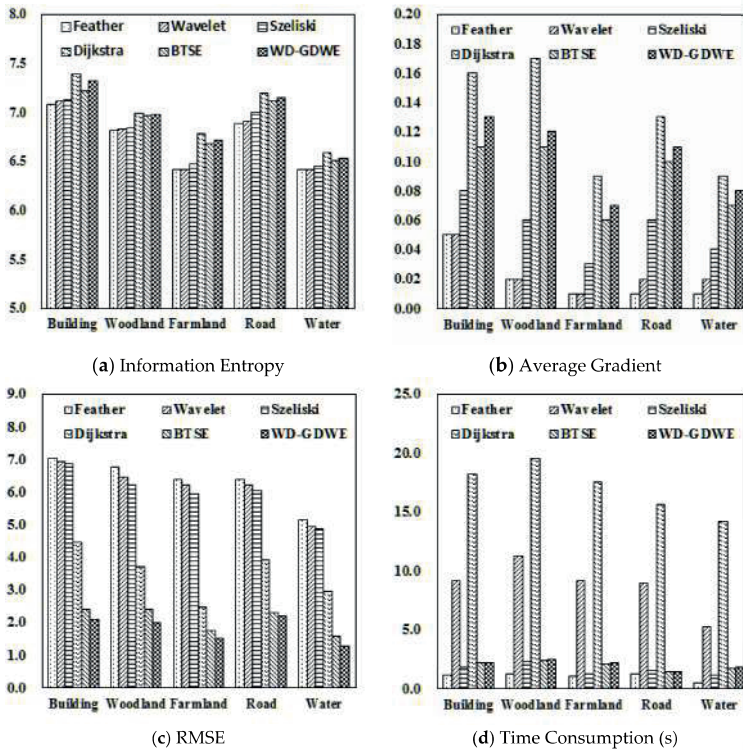 8.0
7.5
7.0
6.5
6.0
5.5
5.0
Feather Wavelet Szeliski
Dijkstra BTSE WD-GDWE
Building Woodland Farmland Road Water
(a) Information Entropy
0.20
0.18
0.16
0.14
0.12
0.10
0.08
0.06
0.04
0.02
0.00
Feather Wavelet Szeliski
Dijkstra BTSE WD-GDWE
Building Woodland Farmland Road Water
(b) Average Gradient
9.0
8.0
7.0
6.0
5.0
4.0
3.0
2.0
1.0
0.0
Feather Wavelet Szeliski
Dijkstra BTSE WD-GDWE
Building Woodland Farmland Road Water
(c) RMSE
25.0
20.0
15.0
10.0
5.0
0.0
Feather Wavelet Szeliski
Dijkstra BTSE WD-GDWE
Building Woodland Farmland Road Water
(d) Time Consumption (s)